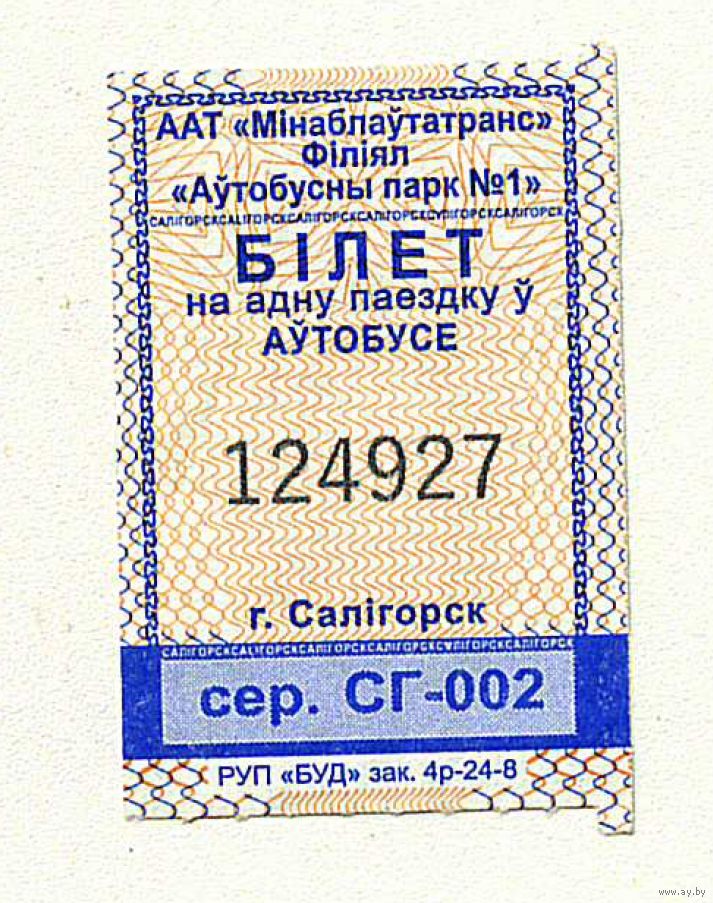 ААТ «Мінаблаўтатранс»
Філіял
«Аўтобусны парк №1»
САЛІГОРСКСАЛІГОРСКСАЛІГОРСКСАЛІГОРСКСАЛІГОРСКСАЛІГОРСК
БІЛЕТ
на адну паездку ў
АЎТОБУСЕ
124927
г. Салігорск
САЛІГОРСКСАЛІГОРСКСАЛІГОРСКСАЛІГОРСКСАЛІГОРСКСАЛІГОРСК
сер. СГ-002
РУП «БУД» зак. 4р-24-8
www.ay.by